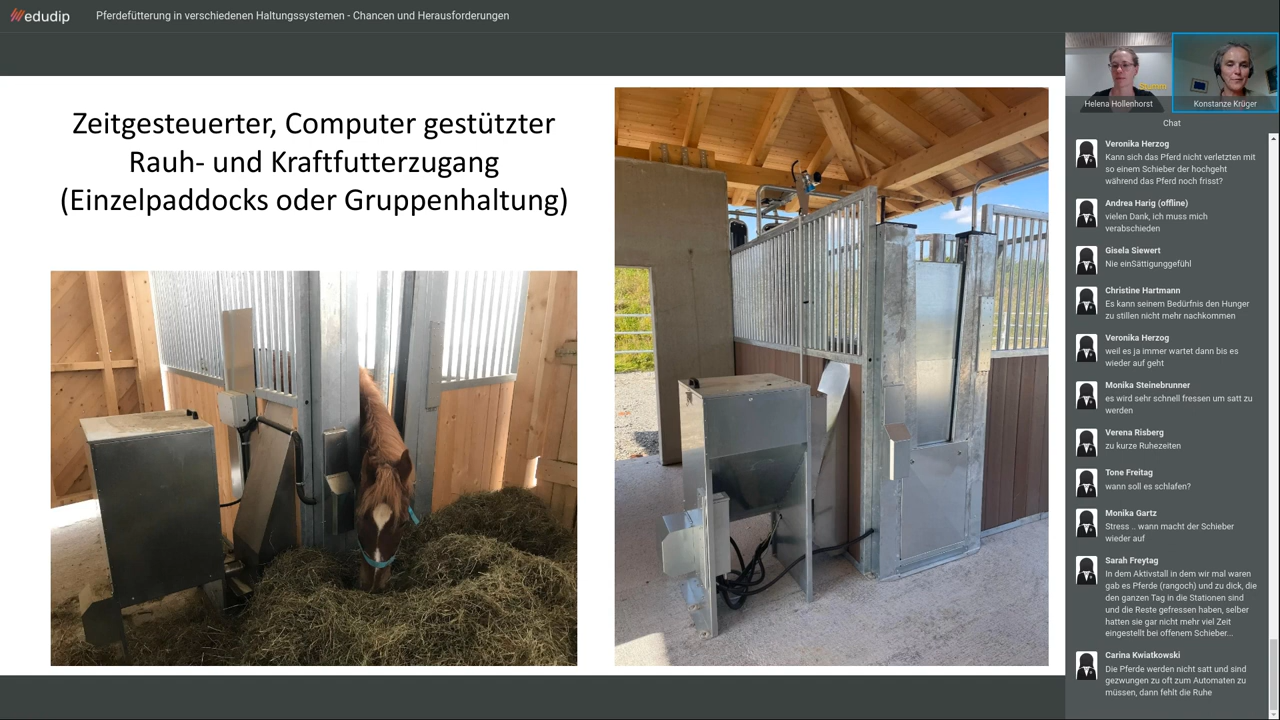 edudip
Pferdefütterung in verschiedenen Haltungssystemen - Chancen und Herausforderungen
Zeitgesteuerter, Computer gestützter
Rauh- und Kraftfutterzugang
(Einzelpaddocks oder Gruppenhaltung)
Stumm
Helena Hollenhorst
Konstanze Krüger
Chat
Veronika Herzog
Kann sich das Pferd nicht verletzten mit
so einem Schieber der hochgeht
während das Pferd noch frisst?
Andrea Harig (offline)
vielen Dank, ich muss mich
verabschieden
Gisela Siewert
Nie einSättigunggefühl
Christine Hartmann
Es kann seinem Bedürfnis den Hunger
zu stillen nicht mehr nachkommen
Veronika Herzog
weil es ja immer wartet dann bis es
wieder auf geht
Monika Steinebrunner
es wird sehr schnell fressen um satt zu
werden
Verena Risberg
zu kurze Ruhezeiten
Tone Freitag
wann soll es schlafen?
Monika Gartz
Stress .. wann macht der Schieber
wieder auf
Sarah Freytag
In dem Aktivstall in dem wir mal waren
gab es Pferde (rangoch) und zu dick, die
den ganzen Tag in die Stationen sind
und die Reste gefressen haben, selber
hatten sie gar nicht mehr viel Zeit
eingestellt bei offenem Schieber...
Carina Kwiatkowski
Die Pferde werden nicht satt und sind
gezwungen zu oft zum Automaten zu
müssen, dann fehlt die Ruhe